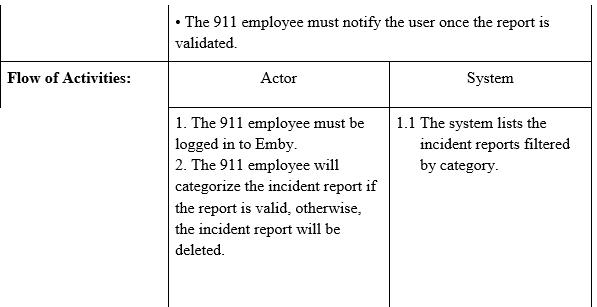 • The 911 employee must notify the user once the report is
validated.
Flow of Activities:
Actor
System
1. The 911 employee must be
logged in to Emby.
2. The 911 employee will
categorize the incident report if
the report is valid, otherwise,
the incident report will be
deleted.
1.1 The system lists the
incident reports filtered
by category.